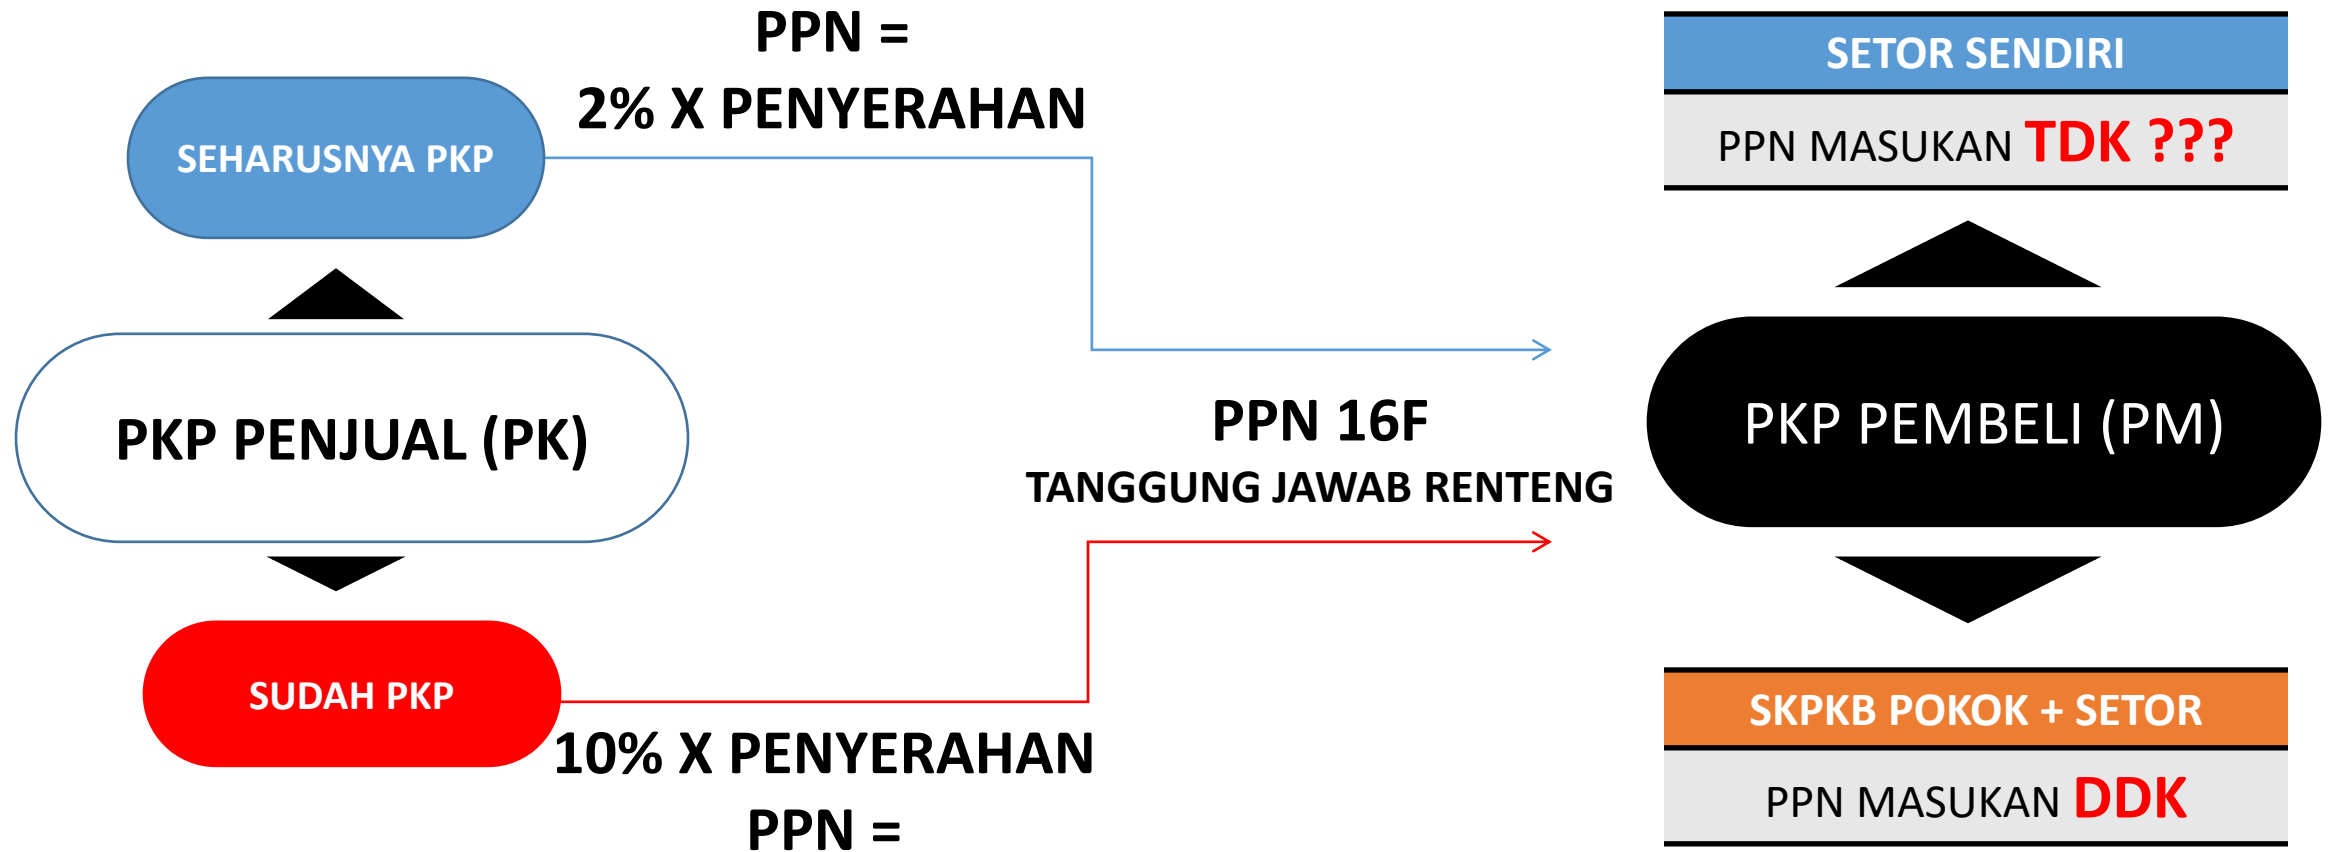 PPN =
2% X PENYERAHAN
SEHARUSNYA PKP
PKP PENJUAL (PK)
SUDAH PKP
10% X PENYERAHAN
PPN =
PPN 16F
TANGGUNG JAWAB RENTENG
SETOR SENDIRI
PPN MASUKAN TDK ???
PKP PEMBELI (PM)
SKPKB POKOK + SETOR
PPN MASUKAN DDK